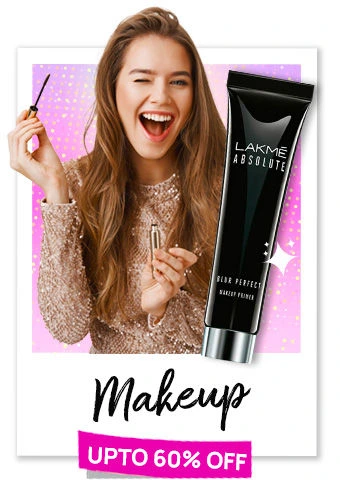 LAKMĒ
ABSOLUTE
BLUR PERFECT
MAKEUP PRIMER
Makeup
UPTO 60% OFF